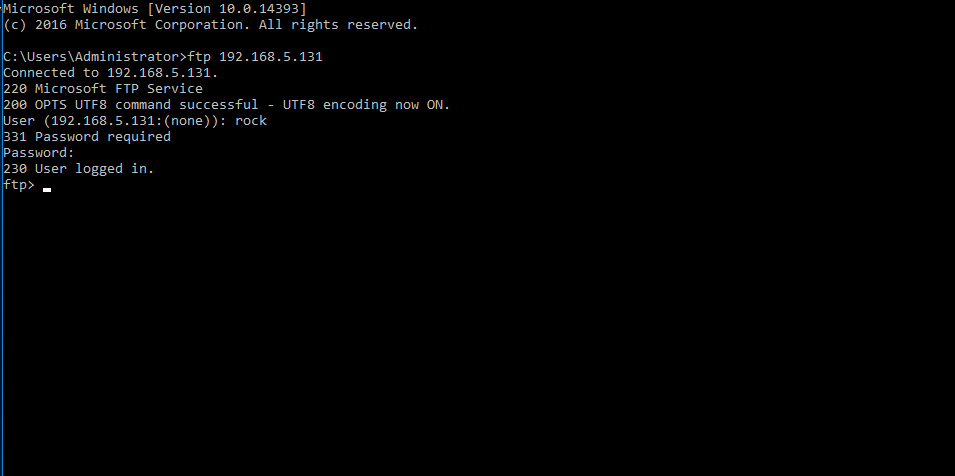 Microsoft Windows [Version 10.0.14393]
(c) 2016 Microsoft Corporation. All rights reserved.
C:\Users\Administrator>ftp 192.168.5.131
Connected to 192.168.5.131.
220 Microsoft FTP Service
200 OPTS UTF8 command successful - UTF8 encoding now ON.
User (192.168.5.131:(none)): rock
331 Password required
Password:
230 User logged in.
ftp>